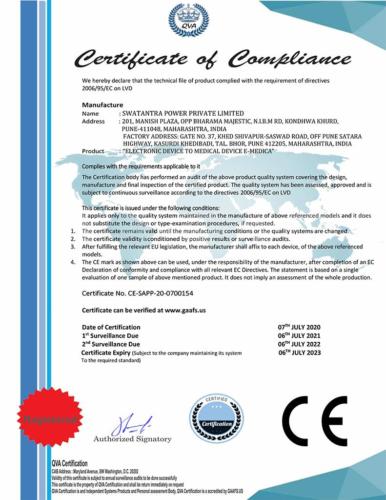 QVA
Certificate of Compliance
We hereby declare that the technical file of product complied with the requirement of directives
2006/95/EC on LVD
Manufacture
Name : SWATANTRA POWER PRIVATE LIMITED
Address : 201, MANISH PLAZA, OPP BHARAMA MAJESTIC, N.I.B.M RD, KONDHWA KHURD,
PUNE-411048, MAHARASHTRA, INDIA
FACTORY ADDRESS: GATE NO. 37, KHED SHIVAPUR-SASWAD ROAD, OFF PUNE SATARA
HIGHWAY, KASURDI KHEDIBADI, TAL. BHOR, PUNE 412205, MAHARASHTRA, INDIA
Product : "ELECTRONIC DEVICE TO MEDICAL DEVICE E-MEDICA"
Complies with the requirements applicable to it
The Certification body has performed an audit of the above product quality system covering the design,
manufacture and final inspection of the certified product. The quality system has been assessed, approved and is
subject to continuous surveillance according to the directives 2006/95/EC on LVD
This certificate is issued under the following conditions:
It applies only to the quality system maintained in the manufacture of above referenced models and it does
not substitute the design or type-examination procedures, if requested.
1. The certificate remains valid until the manufacturing conditions or the quality systems are changed.
2. The certificate validity is conditioned by positive results or surveillance audits.
3. After fulfilling the relevant EU legislation, the manufacturer shall affix to each device, of the above referenced
models.
4. The CE mark as shown above can be used, under the responsibility of the manufacturer, after completion of an EC
Declaration of conformity and compliance with all relevant EC Directives. The statement is based on a single
evaluation of one sample of above mentioned product. It does not imply an assessment of the whole production.
Certificate No. CE-SAPP-20-0700154
Certificate can be verified at www.gaafs.us
Date of Certification 07TH JULY 2020
1st Surveillance Due 06TH JULY 2021
2nd Surveillance Due 06TH JULY 2022
Certificate Expiry (Subject to the company maintaining its system 06TH JULY 2023
To the required standard)
Registered
Authorized Signatory
CERTIFIED
Certification
CE
QVA Certification
CAB Address : Maryland Avenue, SW Washington, D.C. 20202
Validity of this certificate is subject to annual surveillance audits to be done successfully
This certificate is the property of QVA Certification and shall be return immediately on request
QVA Certification is and Independent Systems Products and Personal assessment Body, QVA Certification is a accredited by GAAFS.US